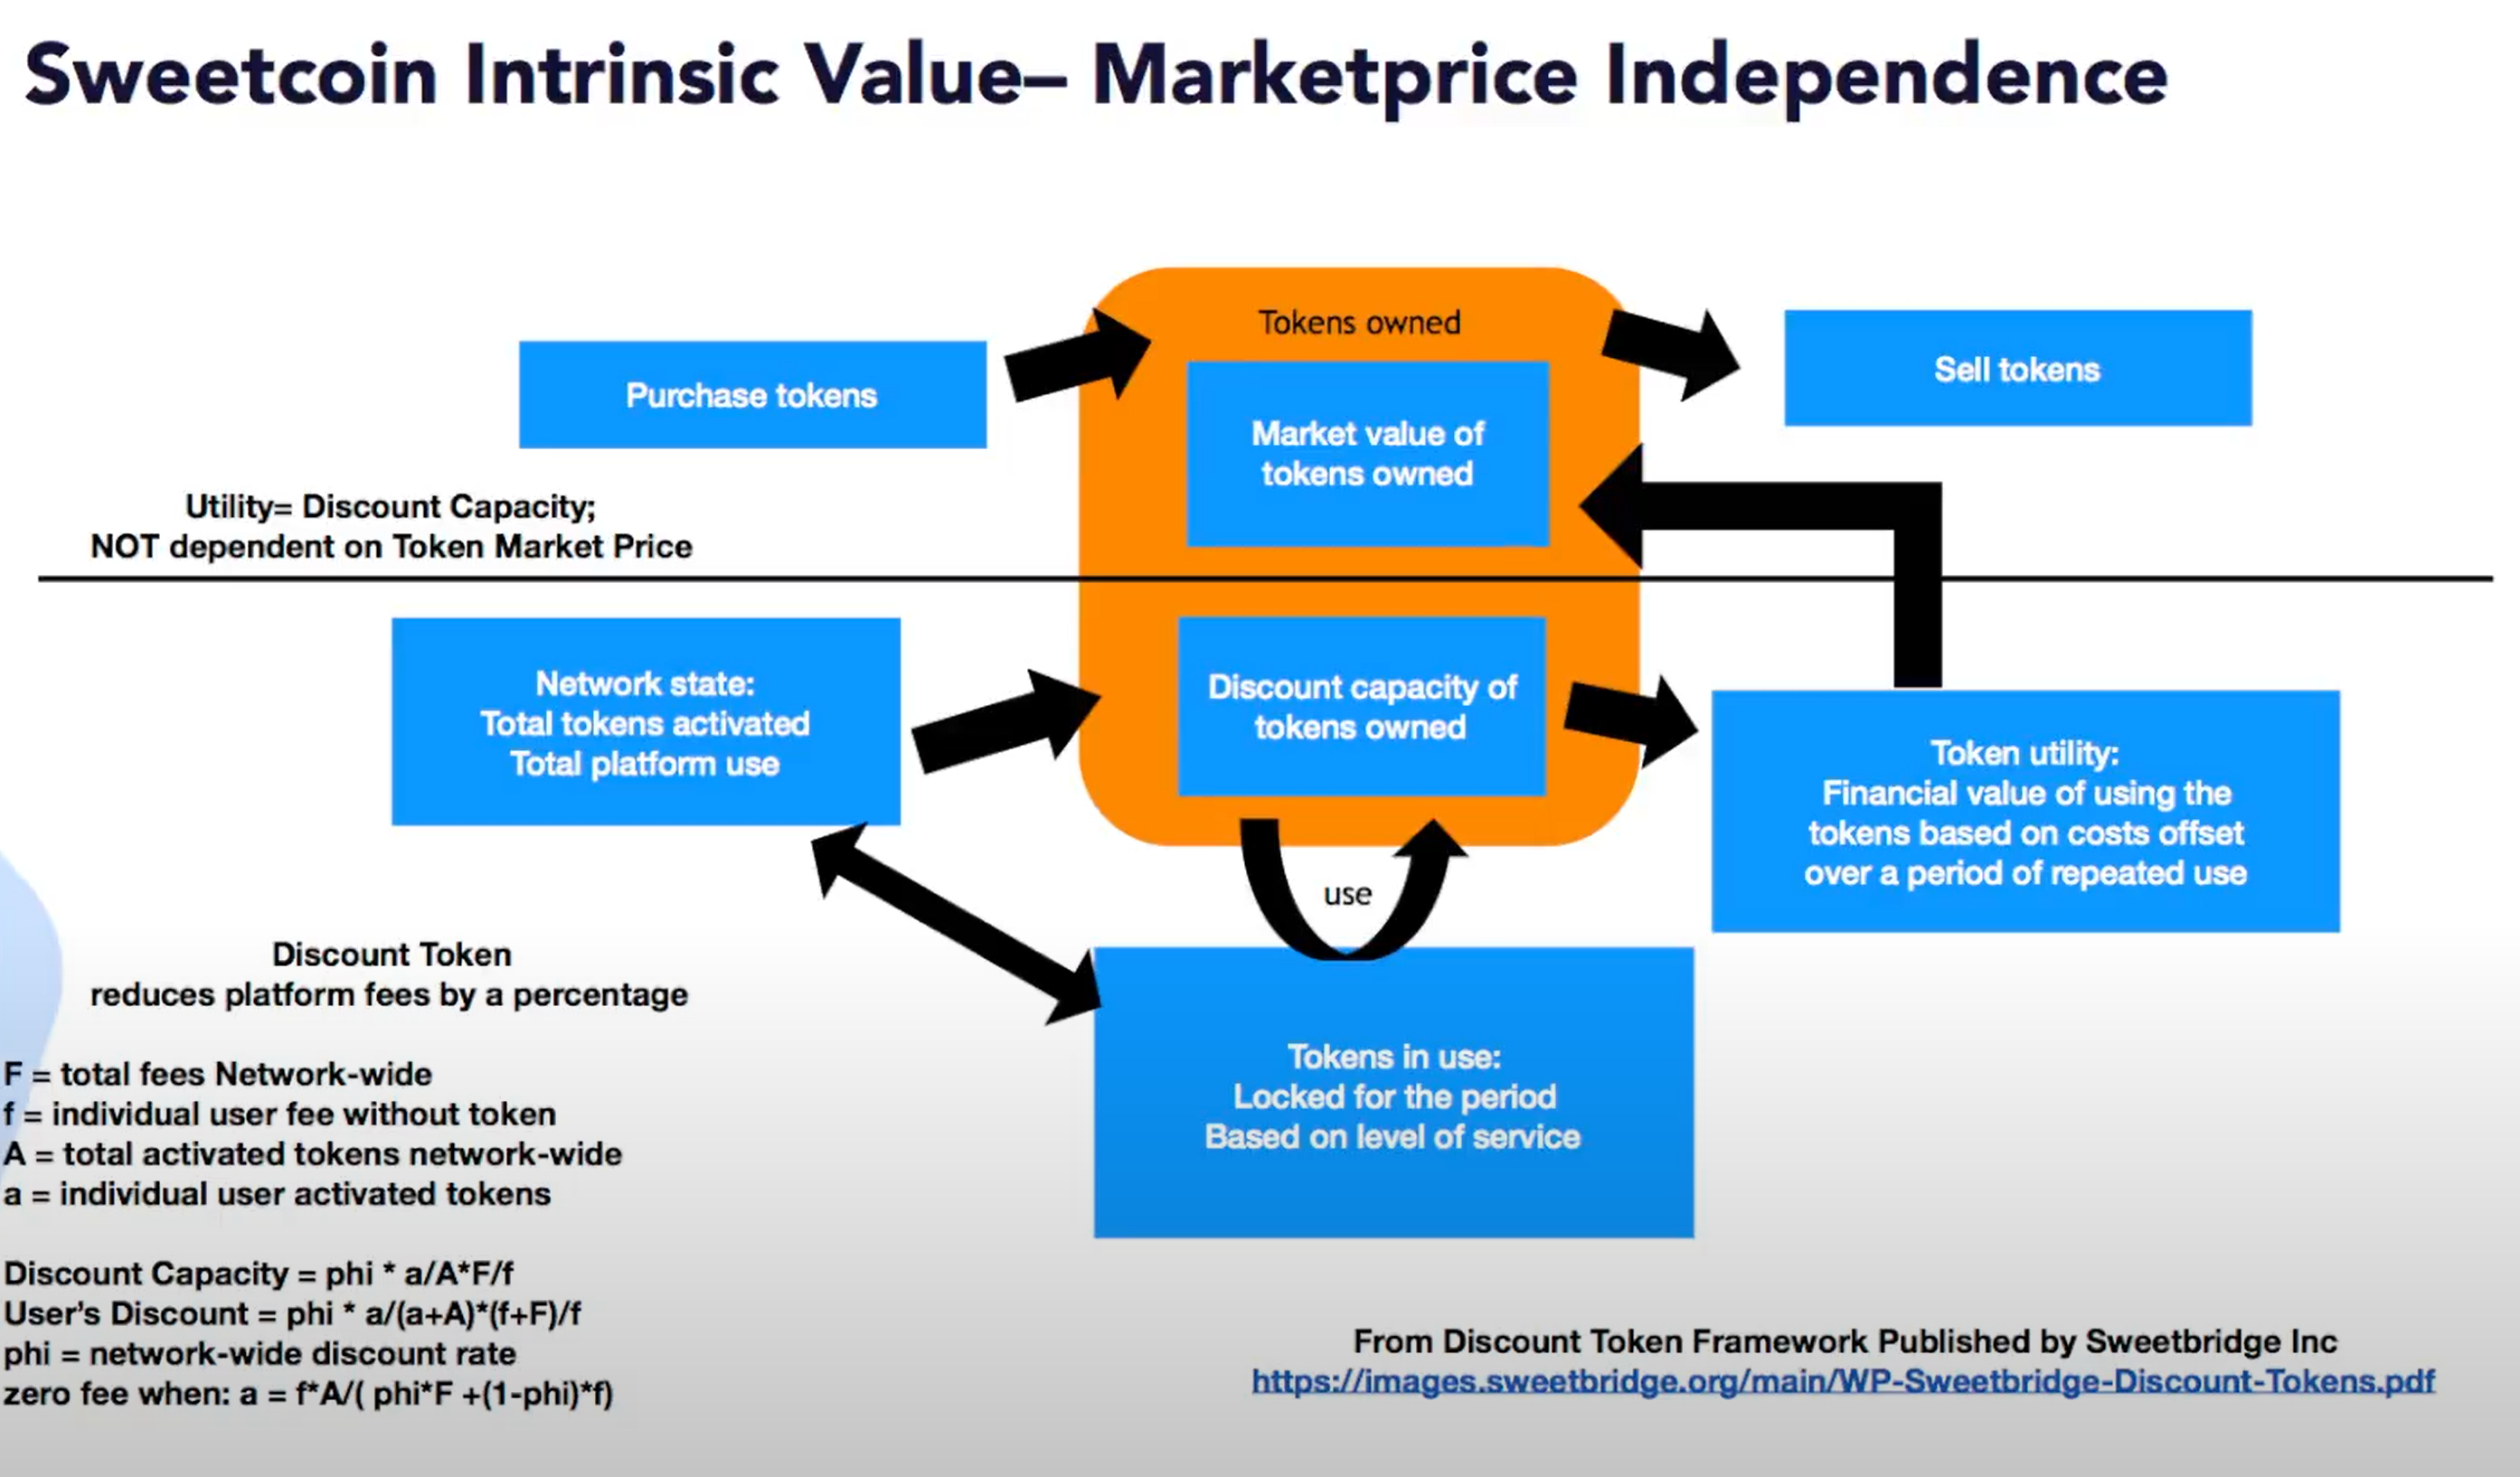 Sweetcoin Intrinsic Value– Marketprice Independence
Tokens owned
Purchase tokens
Market value of
tokens owned
Sell tokens
Utility= Discount Capacity;
NOT dependent on Token Market Price
Network state:
Total tokens activated
Total platform use
Discount capacity of
tokens owned
Token utility:
Financial value of using the
tokens based on costs offset
over a period of repeated use
use
Tokens in use:
Locked for the period
Based on level of service
Discount Token
reduces platform fees by a percentage
F = total fees Network-wide
f = individual user fee without token
A = total activated tokens network-wide
a = individual user activated tokens
Discount Capacity = phi * a/A*F/f
User’s Discount = phi * a/(a+A)*(f+F)/f
phi = network-wide discount rate
zero fee when: a = f*A/( phi*F +(1-phi)*f)
From Discount Token Framework Published by Sweetbridge Inc
https://images.sweetbridge.org/main/WP-Sweetbridge-Discount-Tokens.pdf